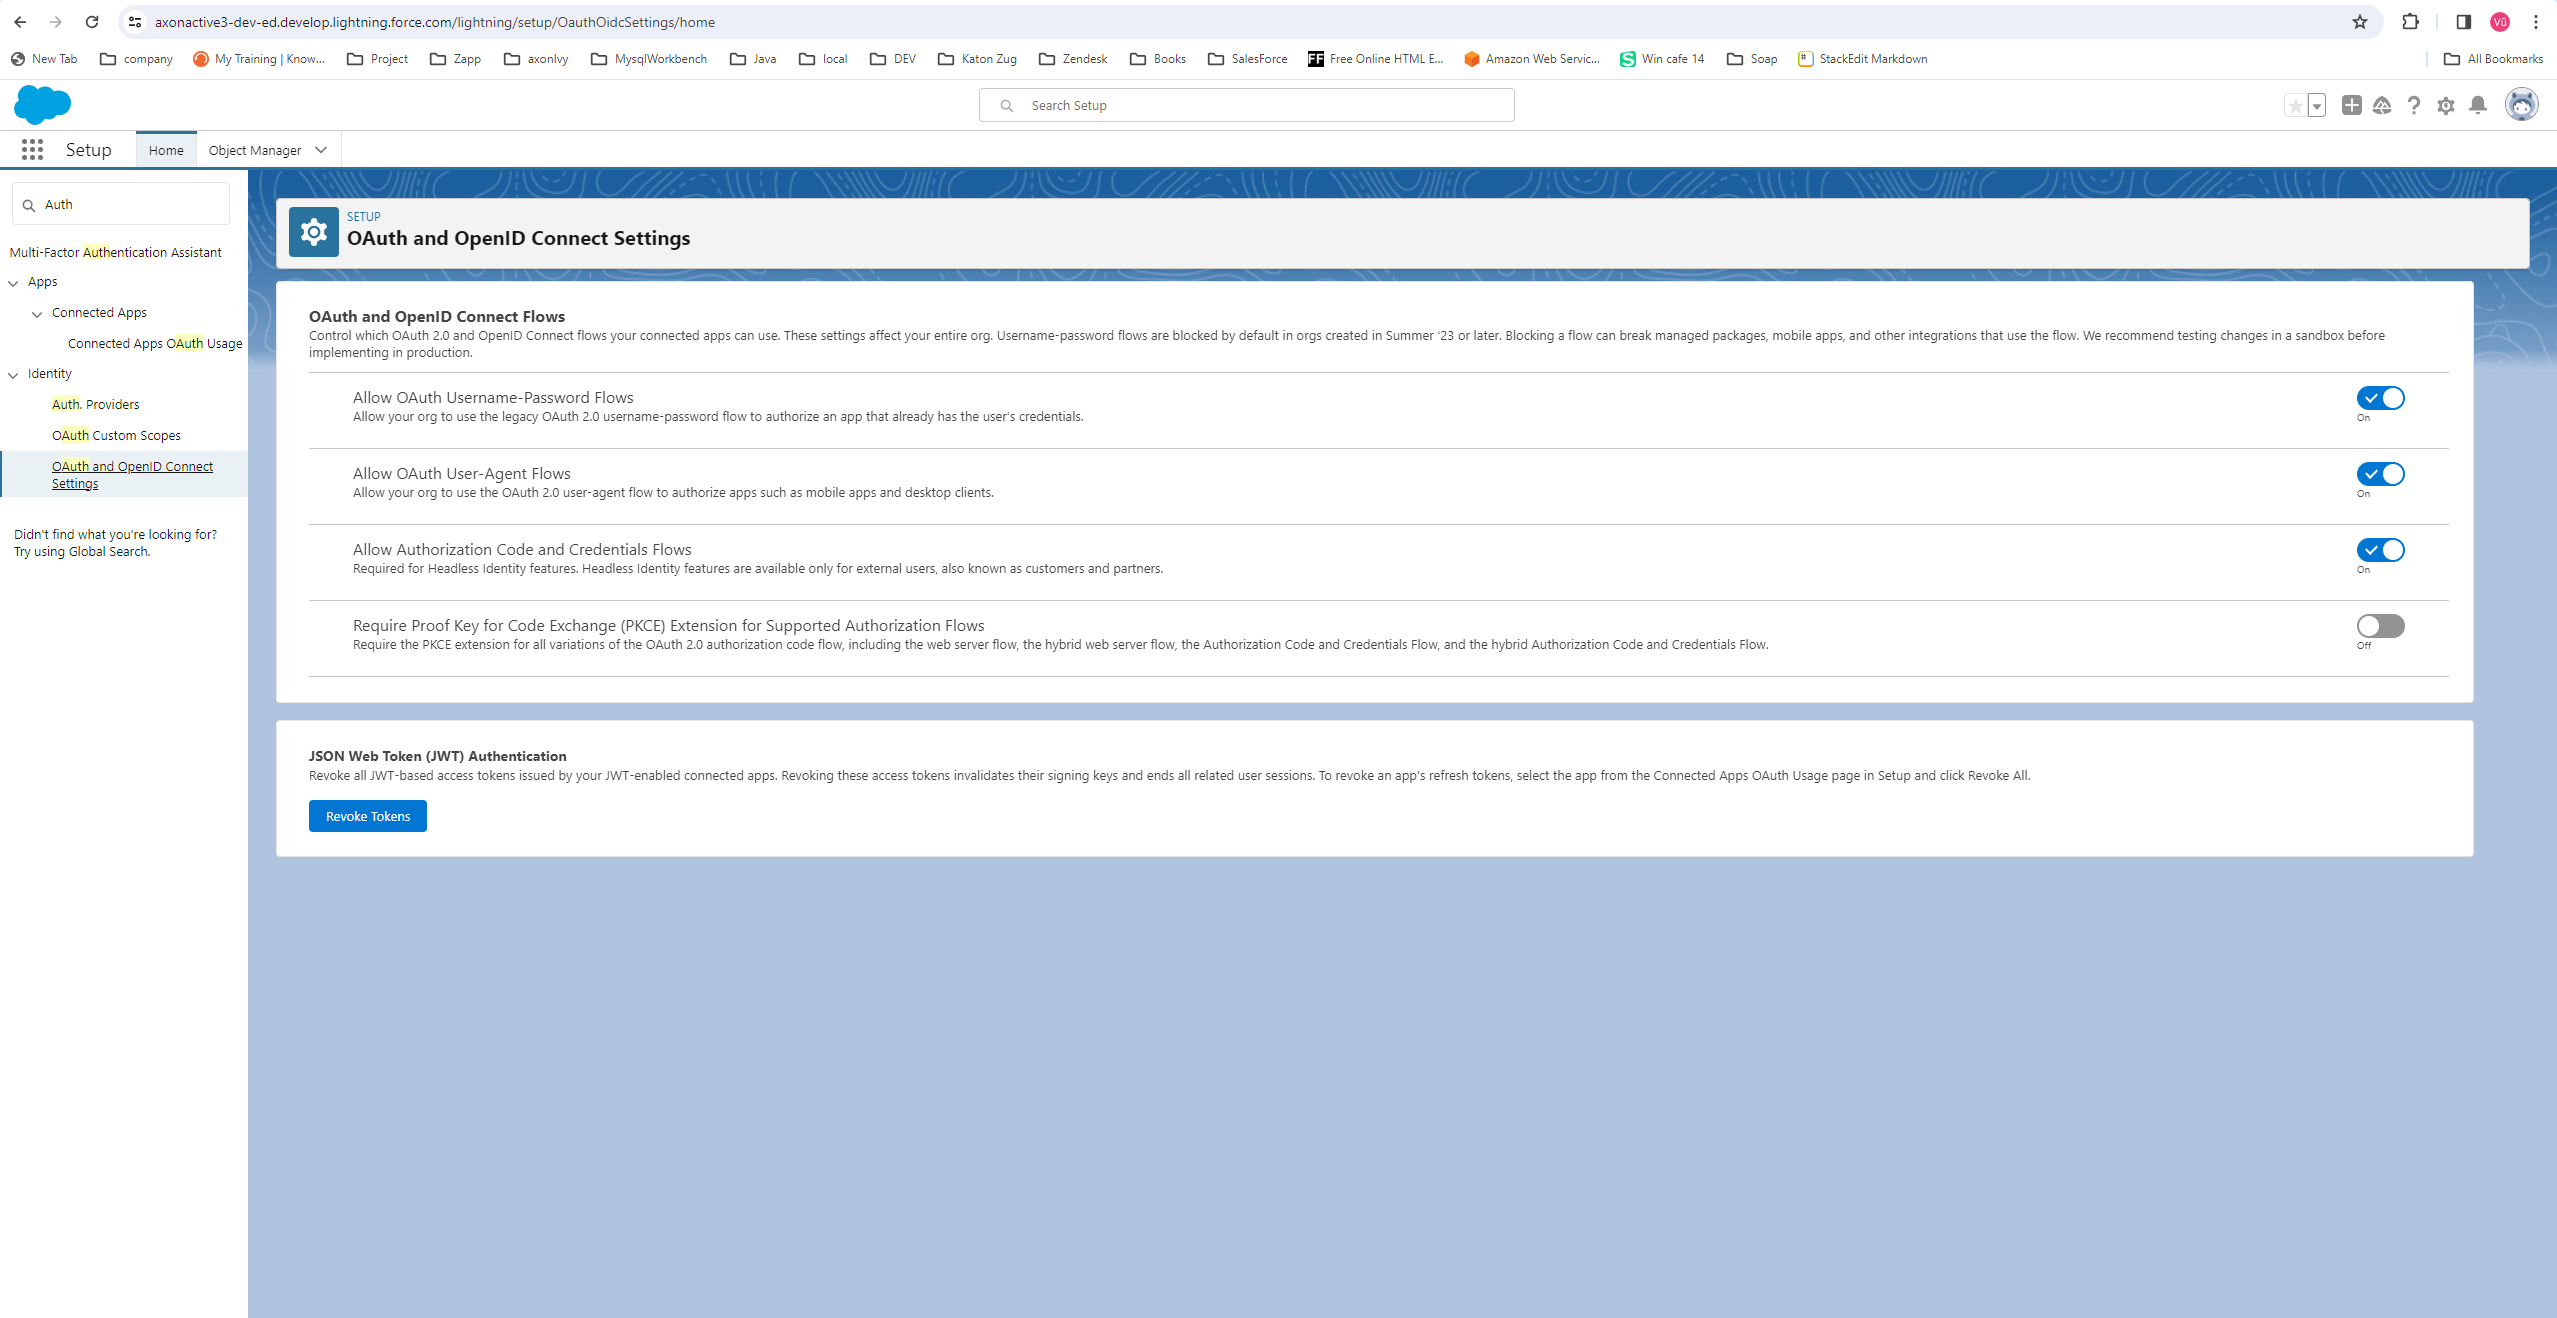 axonactive3-dev-ed.develop.lightning.force.com/lightning/setup/OauthOidcSettings/home
Vũ
New Tab company My Training | Know... Project Zapp axonIvy MysqlWorkbench Java local DEV Katon Zug Zendesk Books SalesForce Free Online HTML E... Amazon Web Servic... Win cafe 14 Soap StackEdit Markdown All Bookmarks
Search Setup
Setup Home Object Manager
Auth
Multi-Factor Authentication Assistant
Apps
Connected Apps
Connected Apps OAuth Usage
Identity
Auth. Providers
OAuth Custom Scopes
OAuth and OpenID Connect
Settings
Didn't find what you're looking for?
Try using Global Search.
SETUP
OAuth and OpenID Connect Settings
OAuth and OpenID Connect Flows
Control which OAuth 2.0 and OpenID Connect flows your connected apps can use. These settings affect your entire org. Username-password flows are blocked by default in orgs created in Summer ‘23 or later. Blocking a flow can break managed packages, mobile apps, and other integrations that use the flow. We recommend testing changes in a sandbox before
implementing in production.
Allow OAuth Username-Password Flows
Allow your org to use the legacy OAuth 2.0 username-password flow to authorize an app that already has the user’s credentials.
On
Allow OAuth User-Agent Flows
Allow your org to use the OAuth 2.0 user-agent flow to authorize apps such as mobile apps and desktop clients.
On
Allow Authorization Code and Credentials Flows
Required for Headless Identity features. Headless Identity features are available only for external users, also known as customers and partners.
On
Require Proof Key for Code Exchange (PKCE) Extension for Supported Authorization Flows
Require the PKCE extension for all variations of the OAuth 2.0 authorization code flow, including the web server flow, the hybrid web server flow, the Authorization Code and Credentials Flow, and the hybrid Authorization Code and Credentials Flow.
Off
JSON Web Token (JWT) Authentication
Revoke all JWT-based access tokens issued by your JWT-enabled connected apps. Revoking these access tokens invalidates their signing keys and ends all related user sessions. To revoke an app's refresh tokens, select the app from the Connected Apps OAuth Usage page in Setup and click Revoke All.
Revoke Tokens